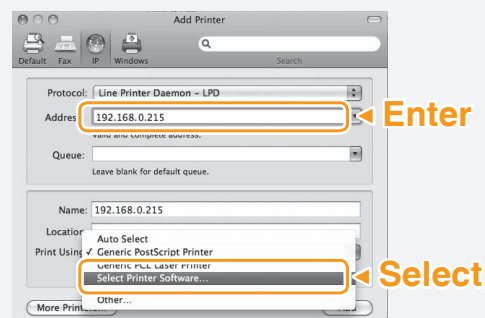 Add Printer
Default Fax IP Windows Search
Protocol: Line Printer Daemon – LPD
Address: 192.168.0.215 Enter
Valid and complete address.
Queue:
Leave blank for default queue.
Name: 192.168.0.215
Location
Auto Select
Print Using ✓ Generic PostScript Printer
Generic PCL Laser Printer
Select Printer Software... Select
Other...
More Print
Add